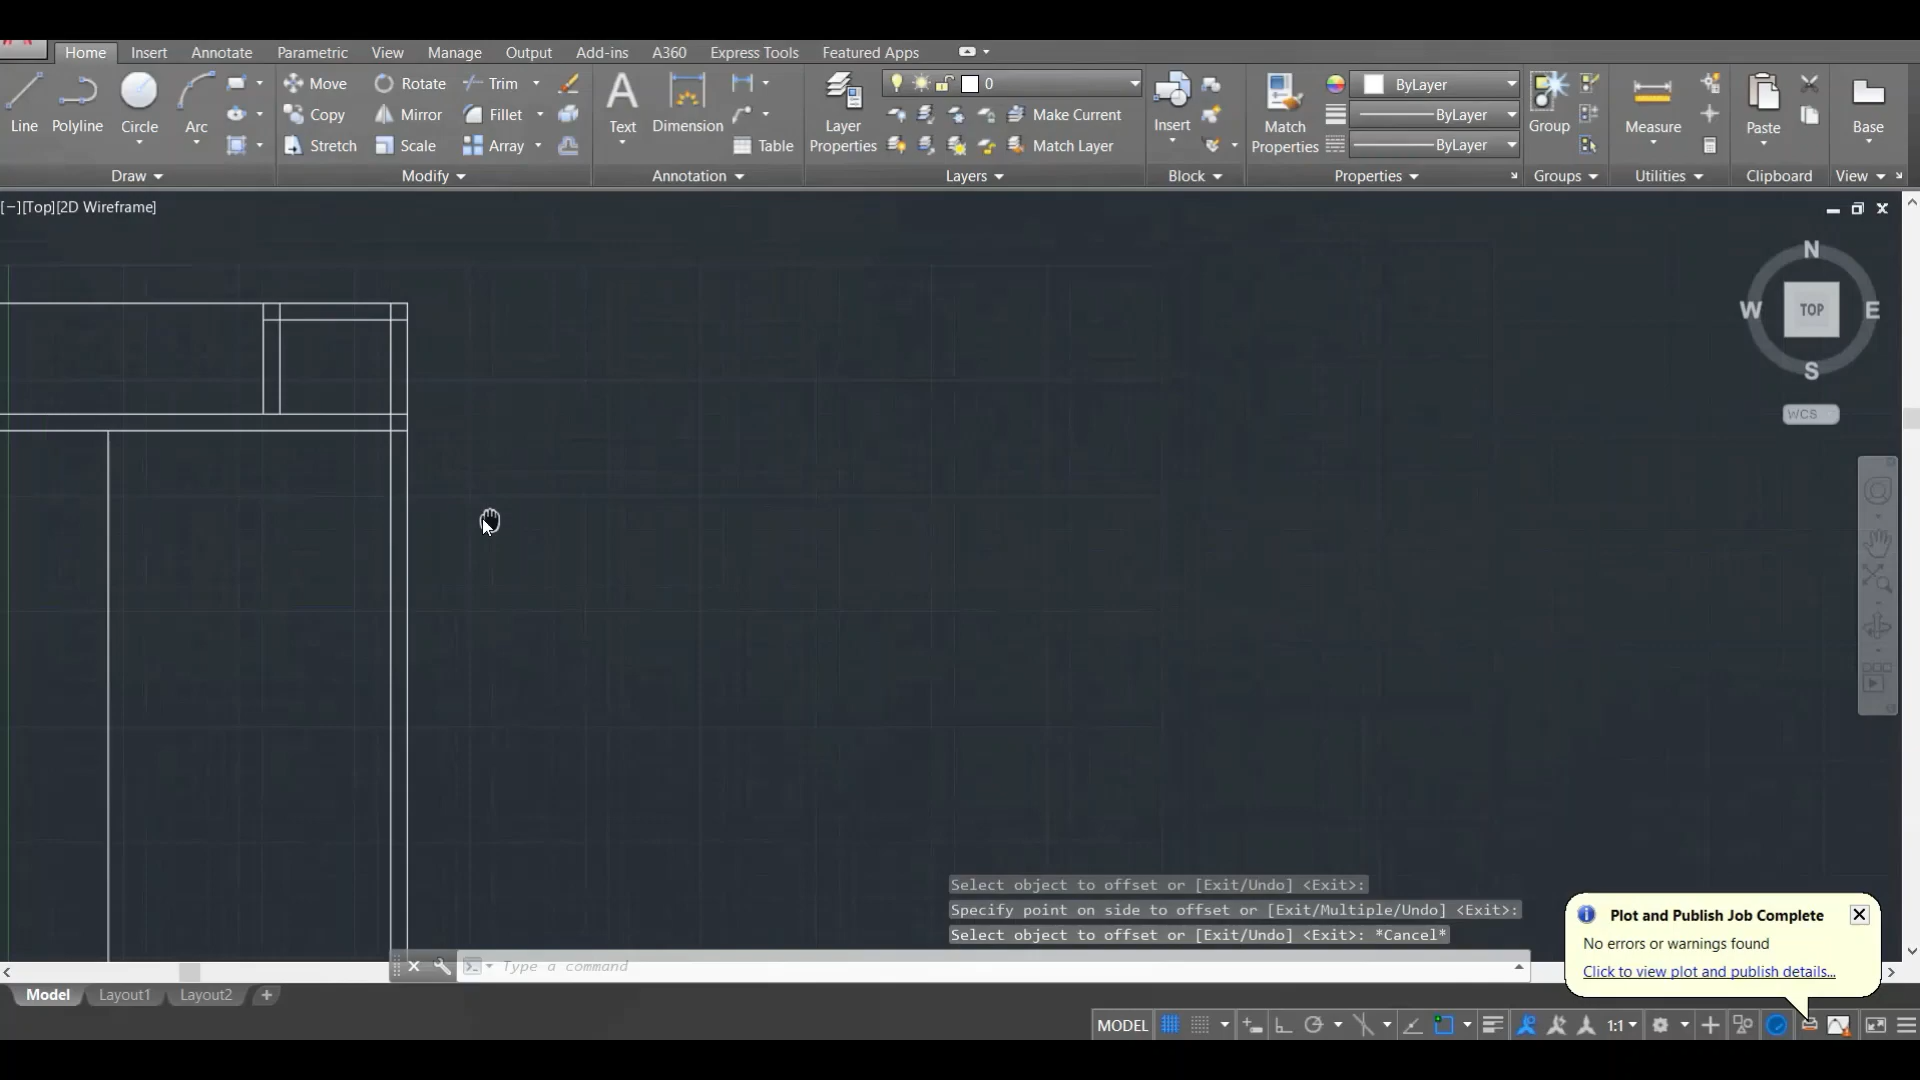 Home Insert Annotate Parametric View Manage Output Add-ins A360 Express Tools Featured Apps
Move Rotate Trim 0 ByLayer
Line Polyline Circle Arc Copy Mirror Fillet Text Dimension Layer Properties Make Current Insert Match Properties ByLayer Group Measure Paste Base
Stretch Scale Array Table Match Layer ByLayer
Draw Modify Annotation Layers Block Properties Groups Utilities Clipboard View
[−][Top][2D Wireframe]
N
W TOP E
S
WCS
Select object to offset or [Exit/Undo] <Exit>:
Specify point on side to offset or [Exit/Multiple/Undo] <Exit>:
Select object to offset or [Exit/Undo] <Exit>: *Cancel*
Type a command
Plot and Publish Job Complete
No errors or warnings found
Click to view plot and publish details...
Model Layout1 Layout2
MODEL 1:1